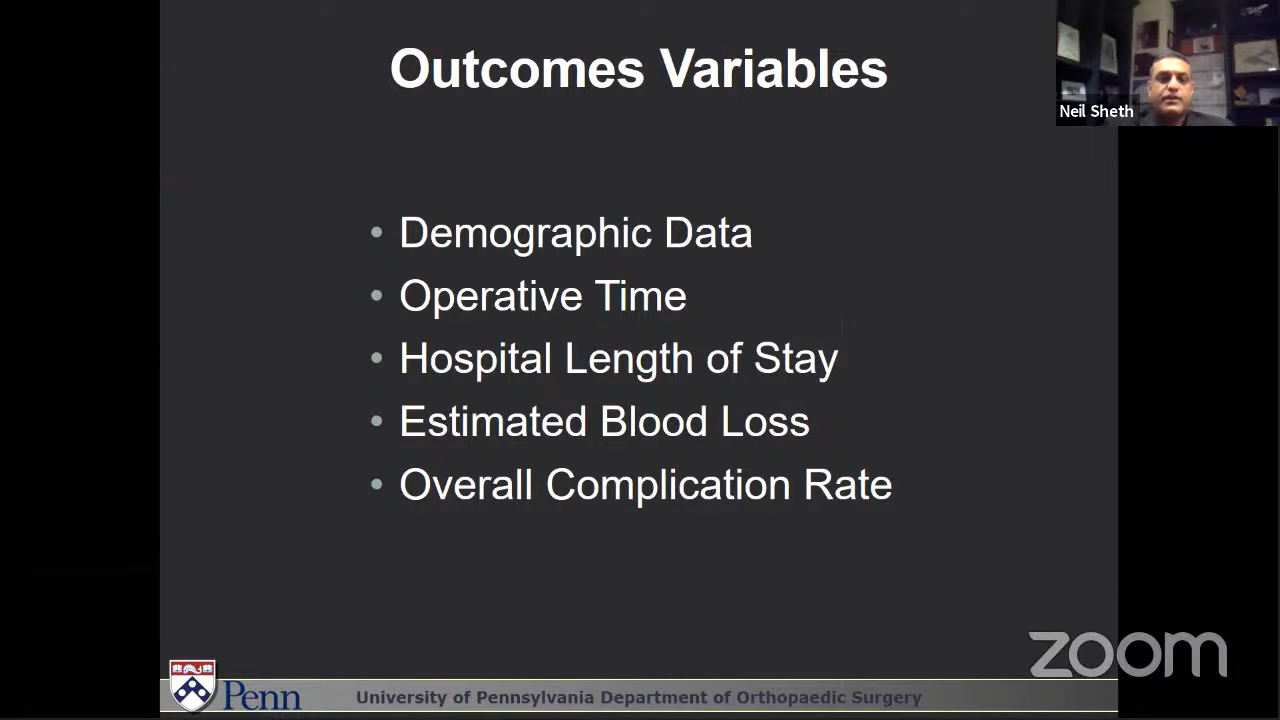 Outcomes Variables
Neil Sheth
• Demographic Data
• Operative Time
• Hospital Length of Stay
• Estimated Blood Loss
• Overall Complication Rate
zoom
Penn
University of Pennsylvania Department of Orthopaedic Surgery